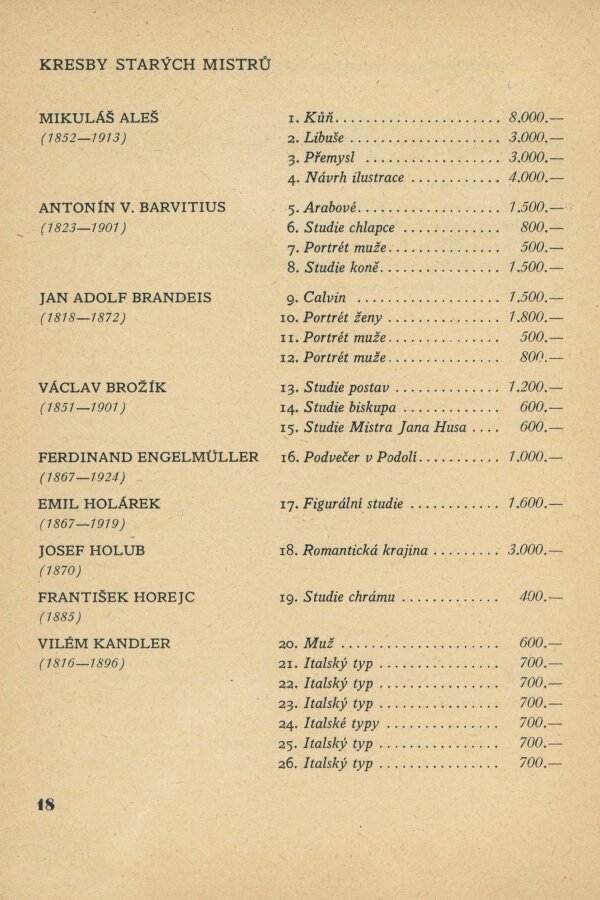 KRESBY STARÝCH MISTRŮ
MIKULÁŠ ALEŠ 1. Kůň 8.000.—
(1852—1913) 2. Libuše 3.000.—
3. Přemysl 3.000.—
4. Návrh ilustrace 4.000.—
ANTONÍN V. BARVITIUS 5. Arabové 1.500.—
(1823—1901) 6. Studie chlapce 800.—
7. Portrét muže 500.—
8. Studie koně 1.500.—
JAN ADOLF BRANDEIS 9. Calvin 1.500.—
(1818—1872) 10. Portrét ženy 1.800.—
11. Portrét muže 500.—
12. Portrét muže 800.—
VÁCLAV BROŽÍK 13. Studie postav 1.200.—
(1851—1901) 14. Studie biskupa 600.—
15. Studie Mistra Jana Husa 600.—
FERDINAND ENGELMÜLLER 16. Podvečer v Podolí 1.000.—
(1867—1924)
EMIL HOLÁREK 17. Figurální studie 1.600.—
(1867—1919)
JOSEF HOLUB 18. Romantická krajina 3.000.—
(1870)
FRANTIŠEK HOREJC 19. Studie chrámu 400.—
(1885)
VILÉM KANDLER 20. Muž 600.—
(1816—1896) 21. Italský typ 700.—
22. Italský typ 700.—
23. Italský typ 700.—
24. Italské typy 700.—
25. Italský typ 700.—
26. Italský typ 700.—
18